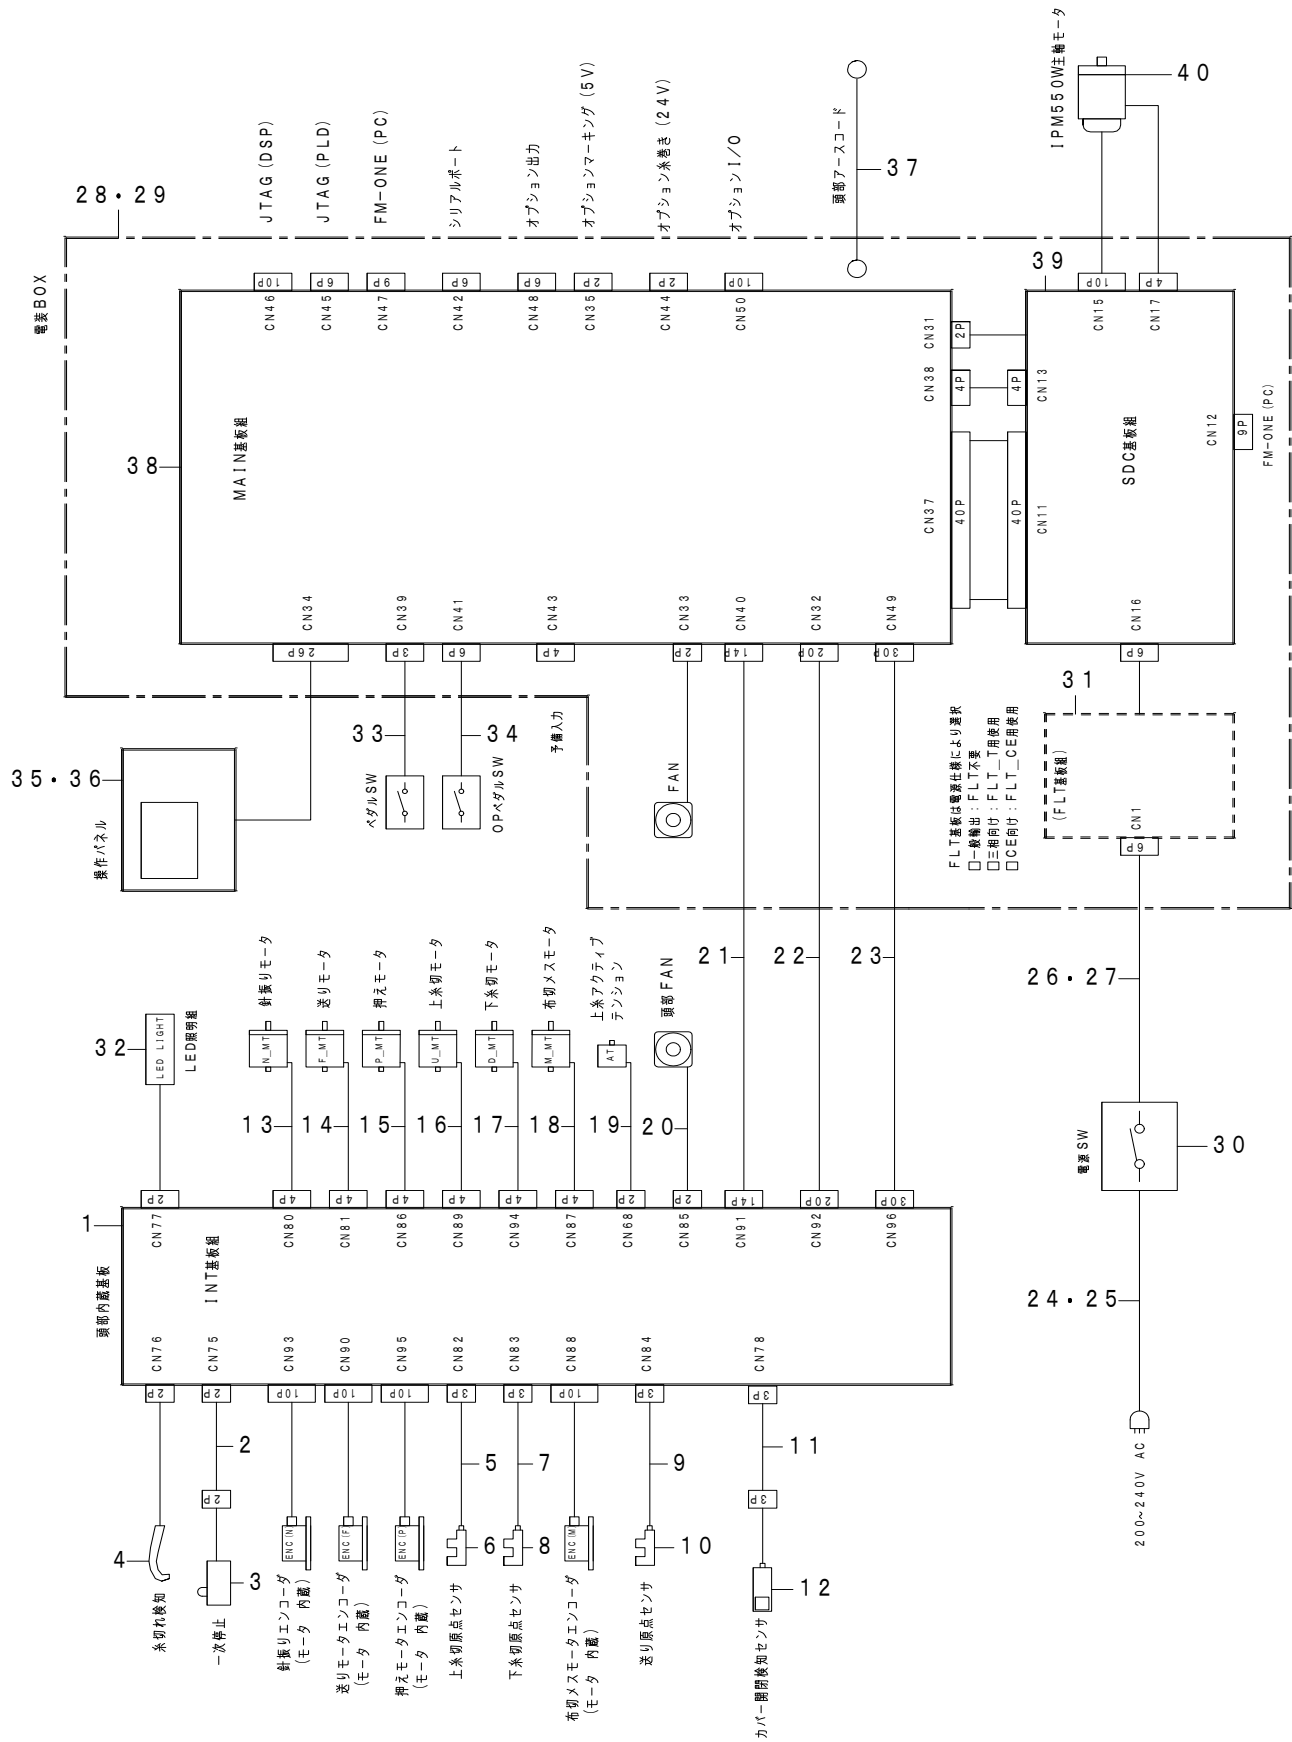 28・29
電装BOX
JTAG(DSP)
JTAG(PLD)
FM-ONE(PC)
シリアルポート
オプション出力
オプションマーキング(5V)
オプション糸巻き(24V)
オプションI/O
頭部アースコード
37
IPM550W主軸モータ
40
10P
6P
9P
6P
6P
2P
2P
10P
CN46
CN45
CN47
CN42
CN48
CN35
CN44
CN50
39
10P
4P
CN15
CN17
38
MAIN基板組
CN31
2P
CN38
4P
4P
CN13
CN37
40P
40P
CN11
SDC基板組
CN12
9P
FM-ONE(PC)
CN34
CN39
CN41
CN43
CN33
CN40
CN32
CN49
CN16
26P
3P
6P
4P
2P
14P
20P
30P
6P
31
35・36
操作パネル
33
ペダルSW
34
OPペダルSW
予備入力
FAN
FLT基板は電源仕様により選択
□一般輸出:FLT不要
□三相向け:FLT_T用使用
□CE向け:FLT_CE用使用
(FLT基板組)
CN1
6P
32
LED LIGHT
LED照明組
針振りモータ
送りモータ
押えモータ
上糸切モータ
下糸切モータ
布切メスモータ
上糸アクティブ
テンション
頭部FAN
N_MT
F_MT
P_MT
U_MT
D_MT
M_MT
AT
13
14
15
16
17
18
19
20
21
22
23
26・27
電源SW
30
2P
4P
4P
4P
4P
4P
4P
2P
2P
14P
20P
30P
1
頭部内蔵基板
INT基板組
CN77
CN80
CN81
CN86
CN89
CN94
CN87
CN68
CN85
CN91
CN92
CN96
24・25
CN76
CN75
CN93
CN90
CN95
CN82
CN83
CN88
CN84
CN78
2P
2P
10P
10P
10P
3P
3P
10P
3P
3P
2
5
7
9
11
2P
3P
200~240V AC
4
3
ENC(N
ENC(F
ENC(P
6
8
ENC(M
10
12
糸切れ検知
一次停止
針振りエンコーダ
(モータ 内蔵)
送りモータエンコーダ
(モータ 内蔵)
押えモータエンコーダ
(モータ 内蔵)
上糸切原点センサ
下糸切原点センサ
布切メスモータエンコーダ
(モータ 内蔵)
送り原点センサ
カバー開閉検知センサ